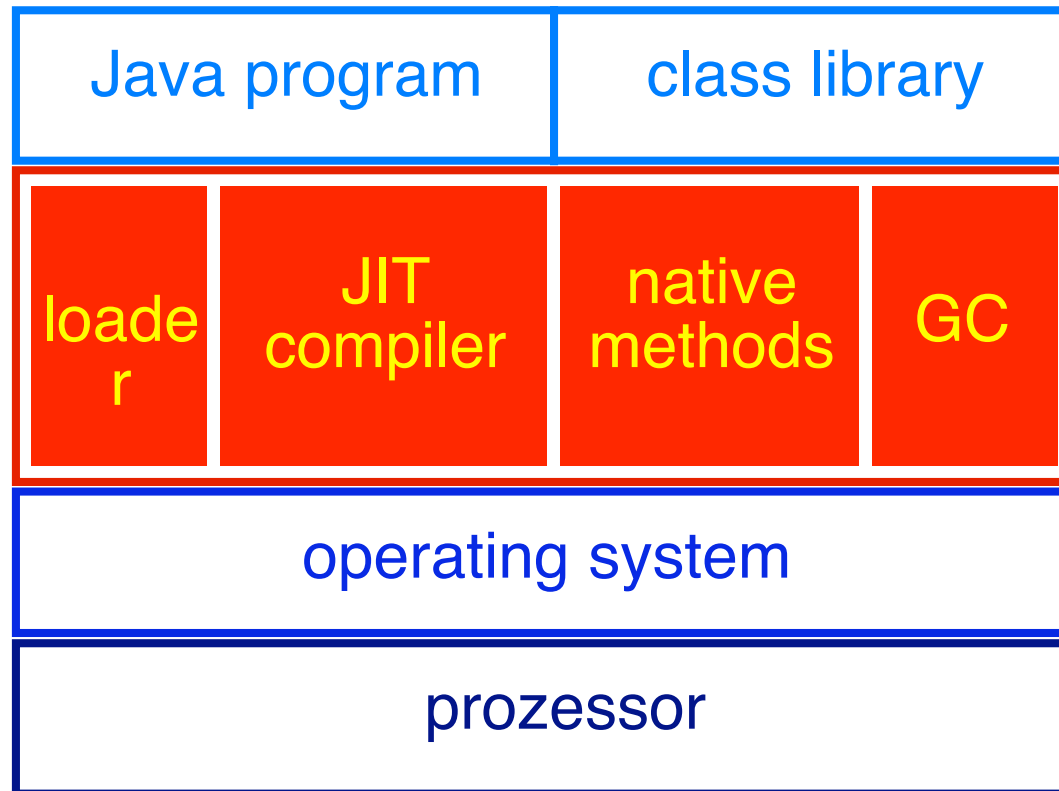 Java program
class library
loade
r
JIT
compiler
native
methods
GC
operating system
prozessor